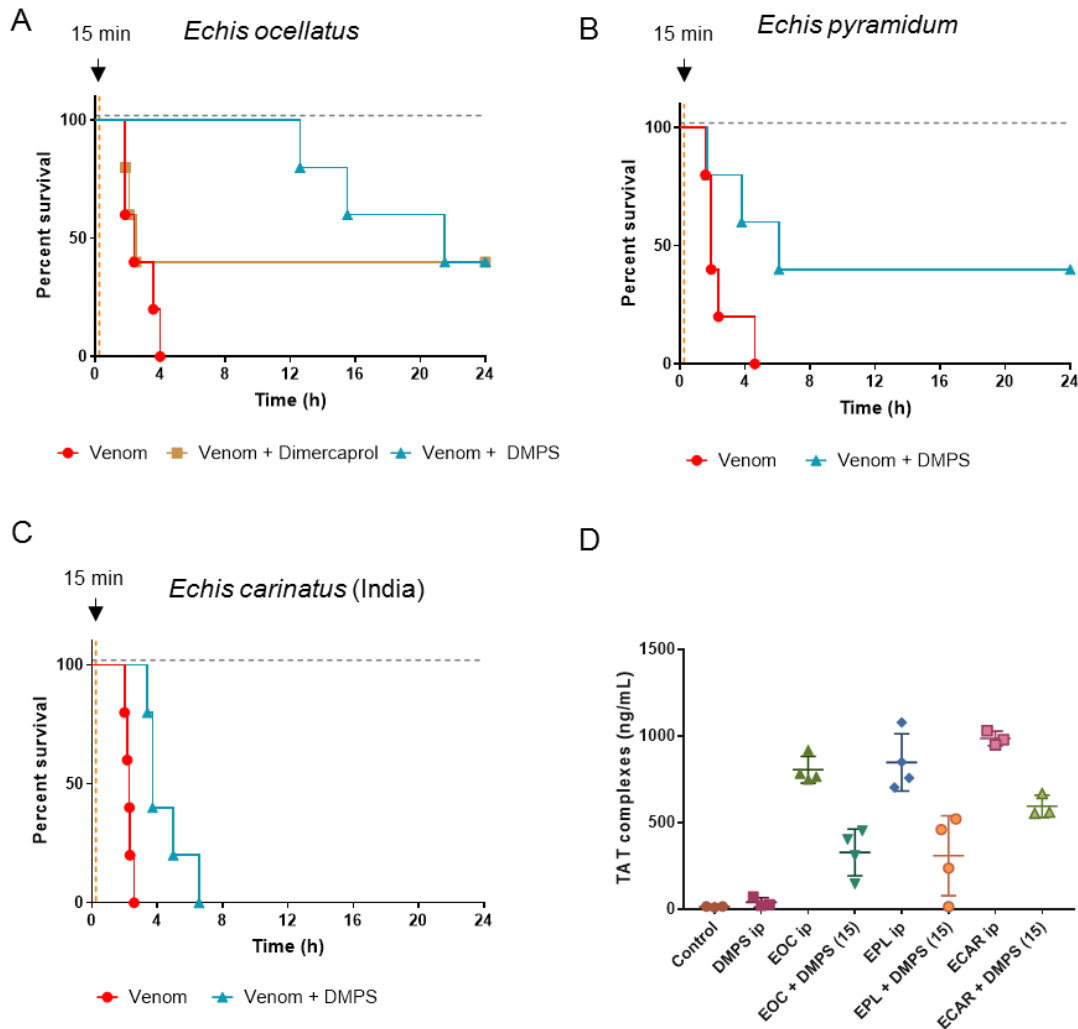 A
15 min
Echis ocellatus
Percent survival
100
50
0
0 4 8 12 16 20 24
Time (h)
Venom Venom + Dimercaprol Venom + DMPS
B
15 min
Echis pyramidum
Percent survival
100
50
0
0 4 8 12 16 20 24
Time (h)
Venom Venom + DMPS
C
15 min
Echis carinatus (India)
Percent survival
100
50
0
0 4 8 12 16 20 24
Time (h)
Venom Venom + DMPS
D
TAT complexes (ng/mL)
1500
1000
500
0
Control
DMPS ip
EOC ip
EOC + DMPS (15)
EPL ip
EPL + DMPS (15)
ECAR ip
ECAR + DMPS (15)